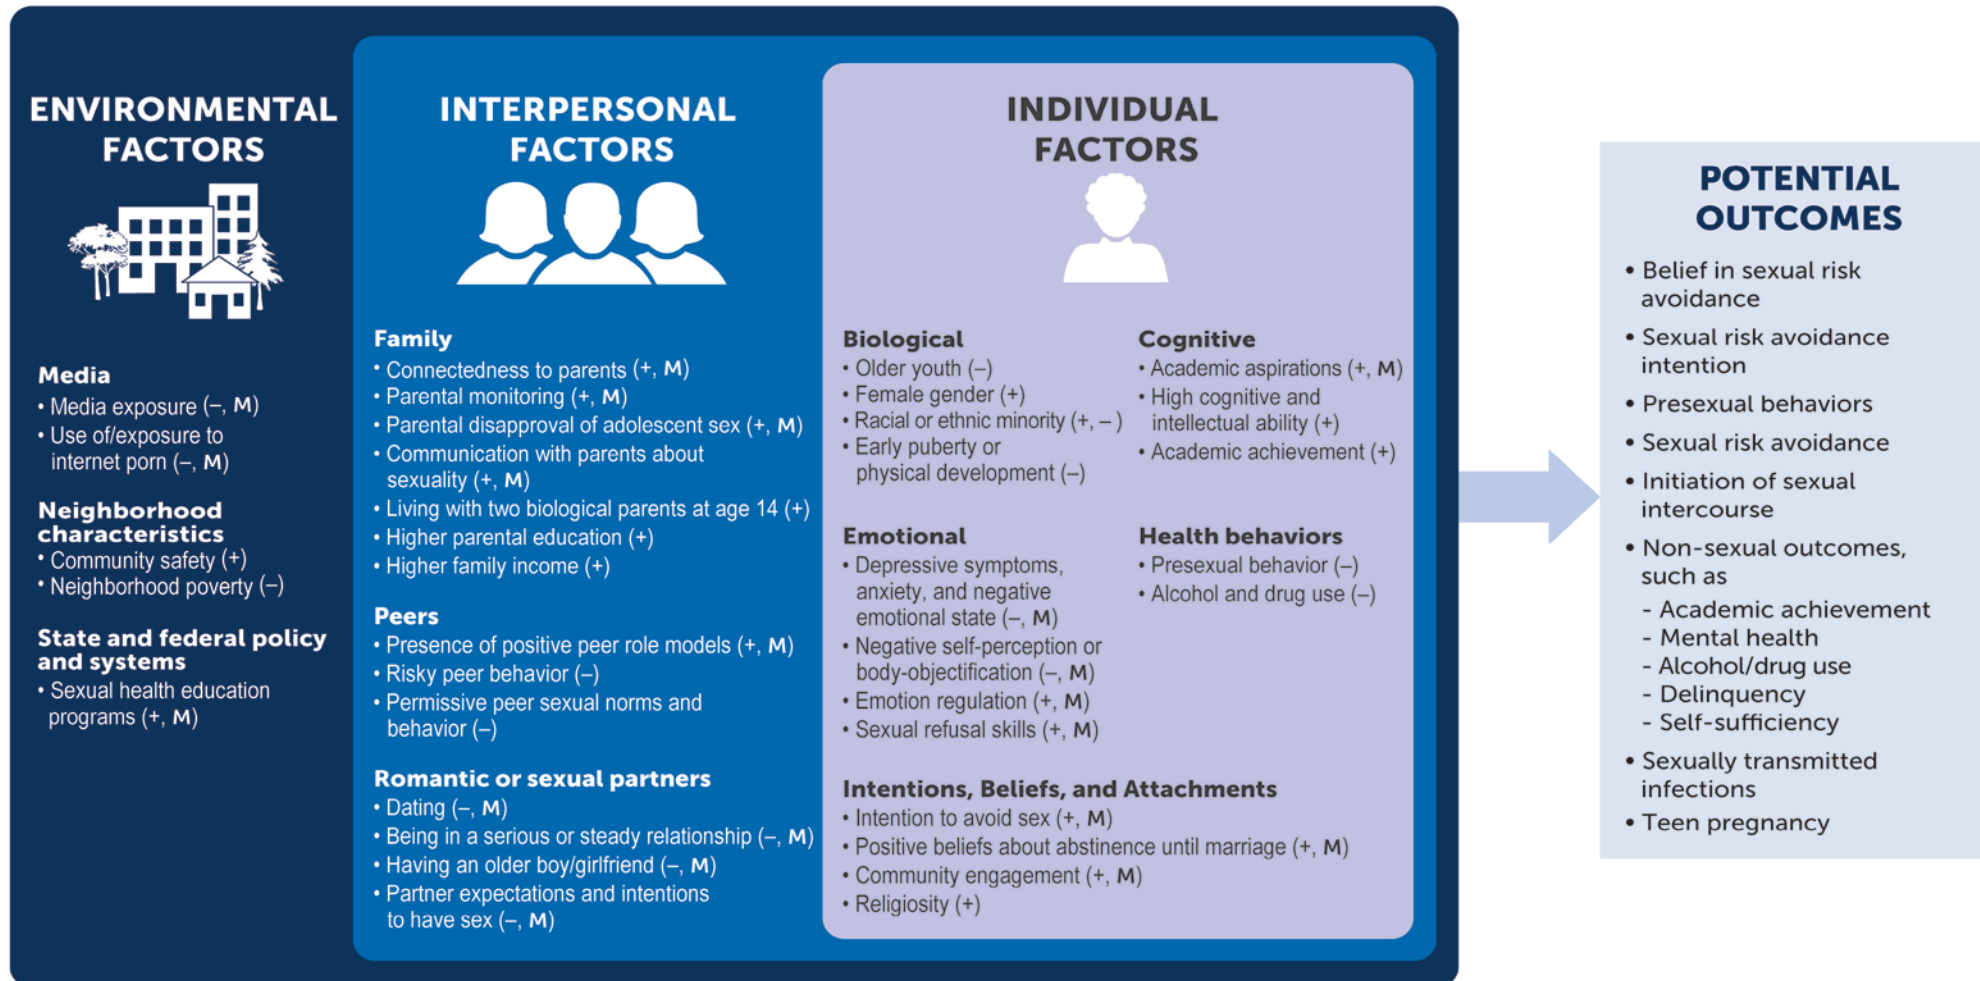 ENVIRONMENTAL
FACTORS
Media
• Media exposure (–, M)
• Use of/exposure to
internet porn (–, M)
Neighborhood
characteristics
• Community safety (+)
• Neighborhood poverty (–)
State and federal policy
and systems
• Sexual health education
programs (+, M)
INTERPERSONAL
FACTORS
Family
• Connectedness to parents (+, M)
• Parental monitoring (+, M)
• Parental disapproval of adolescent sex (+, M)
• Communication with parents about
sexuality (+, M)
• Living with two biological parents at age 14 (+)
• Higher parental education (+)
• Higher family income (+)
Peers
• Presence of positive peer role models (+, M)
• Risky peer behavior (–)
• Permissive peer sexual norms and
behavior (–)
Romantic or sexual partners
• Dating (–, M)
• Being in a serious or steady relationship (–, M)
• Having an older boy/girlfriend (–, M)
• Partner expectations and intentions
to have sex (–, M)
INDIVIDUAL
FACTORS
Biological
• Older youth (–)
• Female gender (+)
• Racial or ethnic minority (+, – )
• Early puberty or
physical development (–)
Cognitive
• Academic aspirations (+, M)
• High cognitive and
intellectual ability (+)
• Academic achievement (+)
Emotional
• Depressive symptoms,
anxiety, and negative
emotional state (–, M)
• Negative self-perception or
body-objectification (–, M)
• Emotion regulation (+, M)
• Sexual refusal skills (+, M)
Health behaviors
• Presexual behavior (–)
• Alcohol and drug use (–)
Intentions, Beliefs, and Attachments
• Intention to avoid sex (+, M)
• Positive beliefs about abstinence until marriage (+, M)
• Community engagement (+, M)
• Religiosity (+)
POTENTIAL
OUTCOMES
• Belief in sexual risk
avoidance
• Sexual risk avoidance
intention
• Presexual behaviors
• Sexual risk avoidance
• Initiation of sexual
intercourse
• Non-sexual outcomes,
such as
- Academic achievement
- Mental health
- Alcohol/drug use
- Delinquency
- Self-sufficiency
• Sexually transmitted
infections
• Teen pregnancy